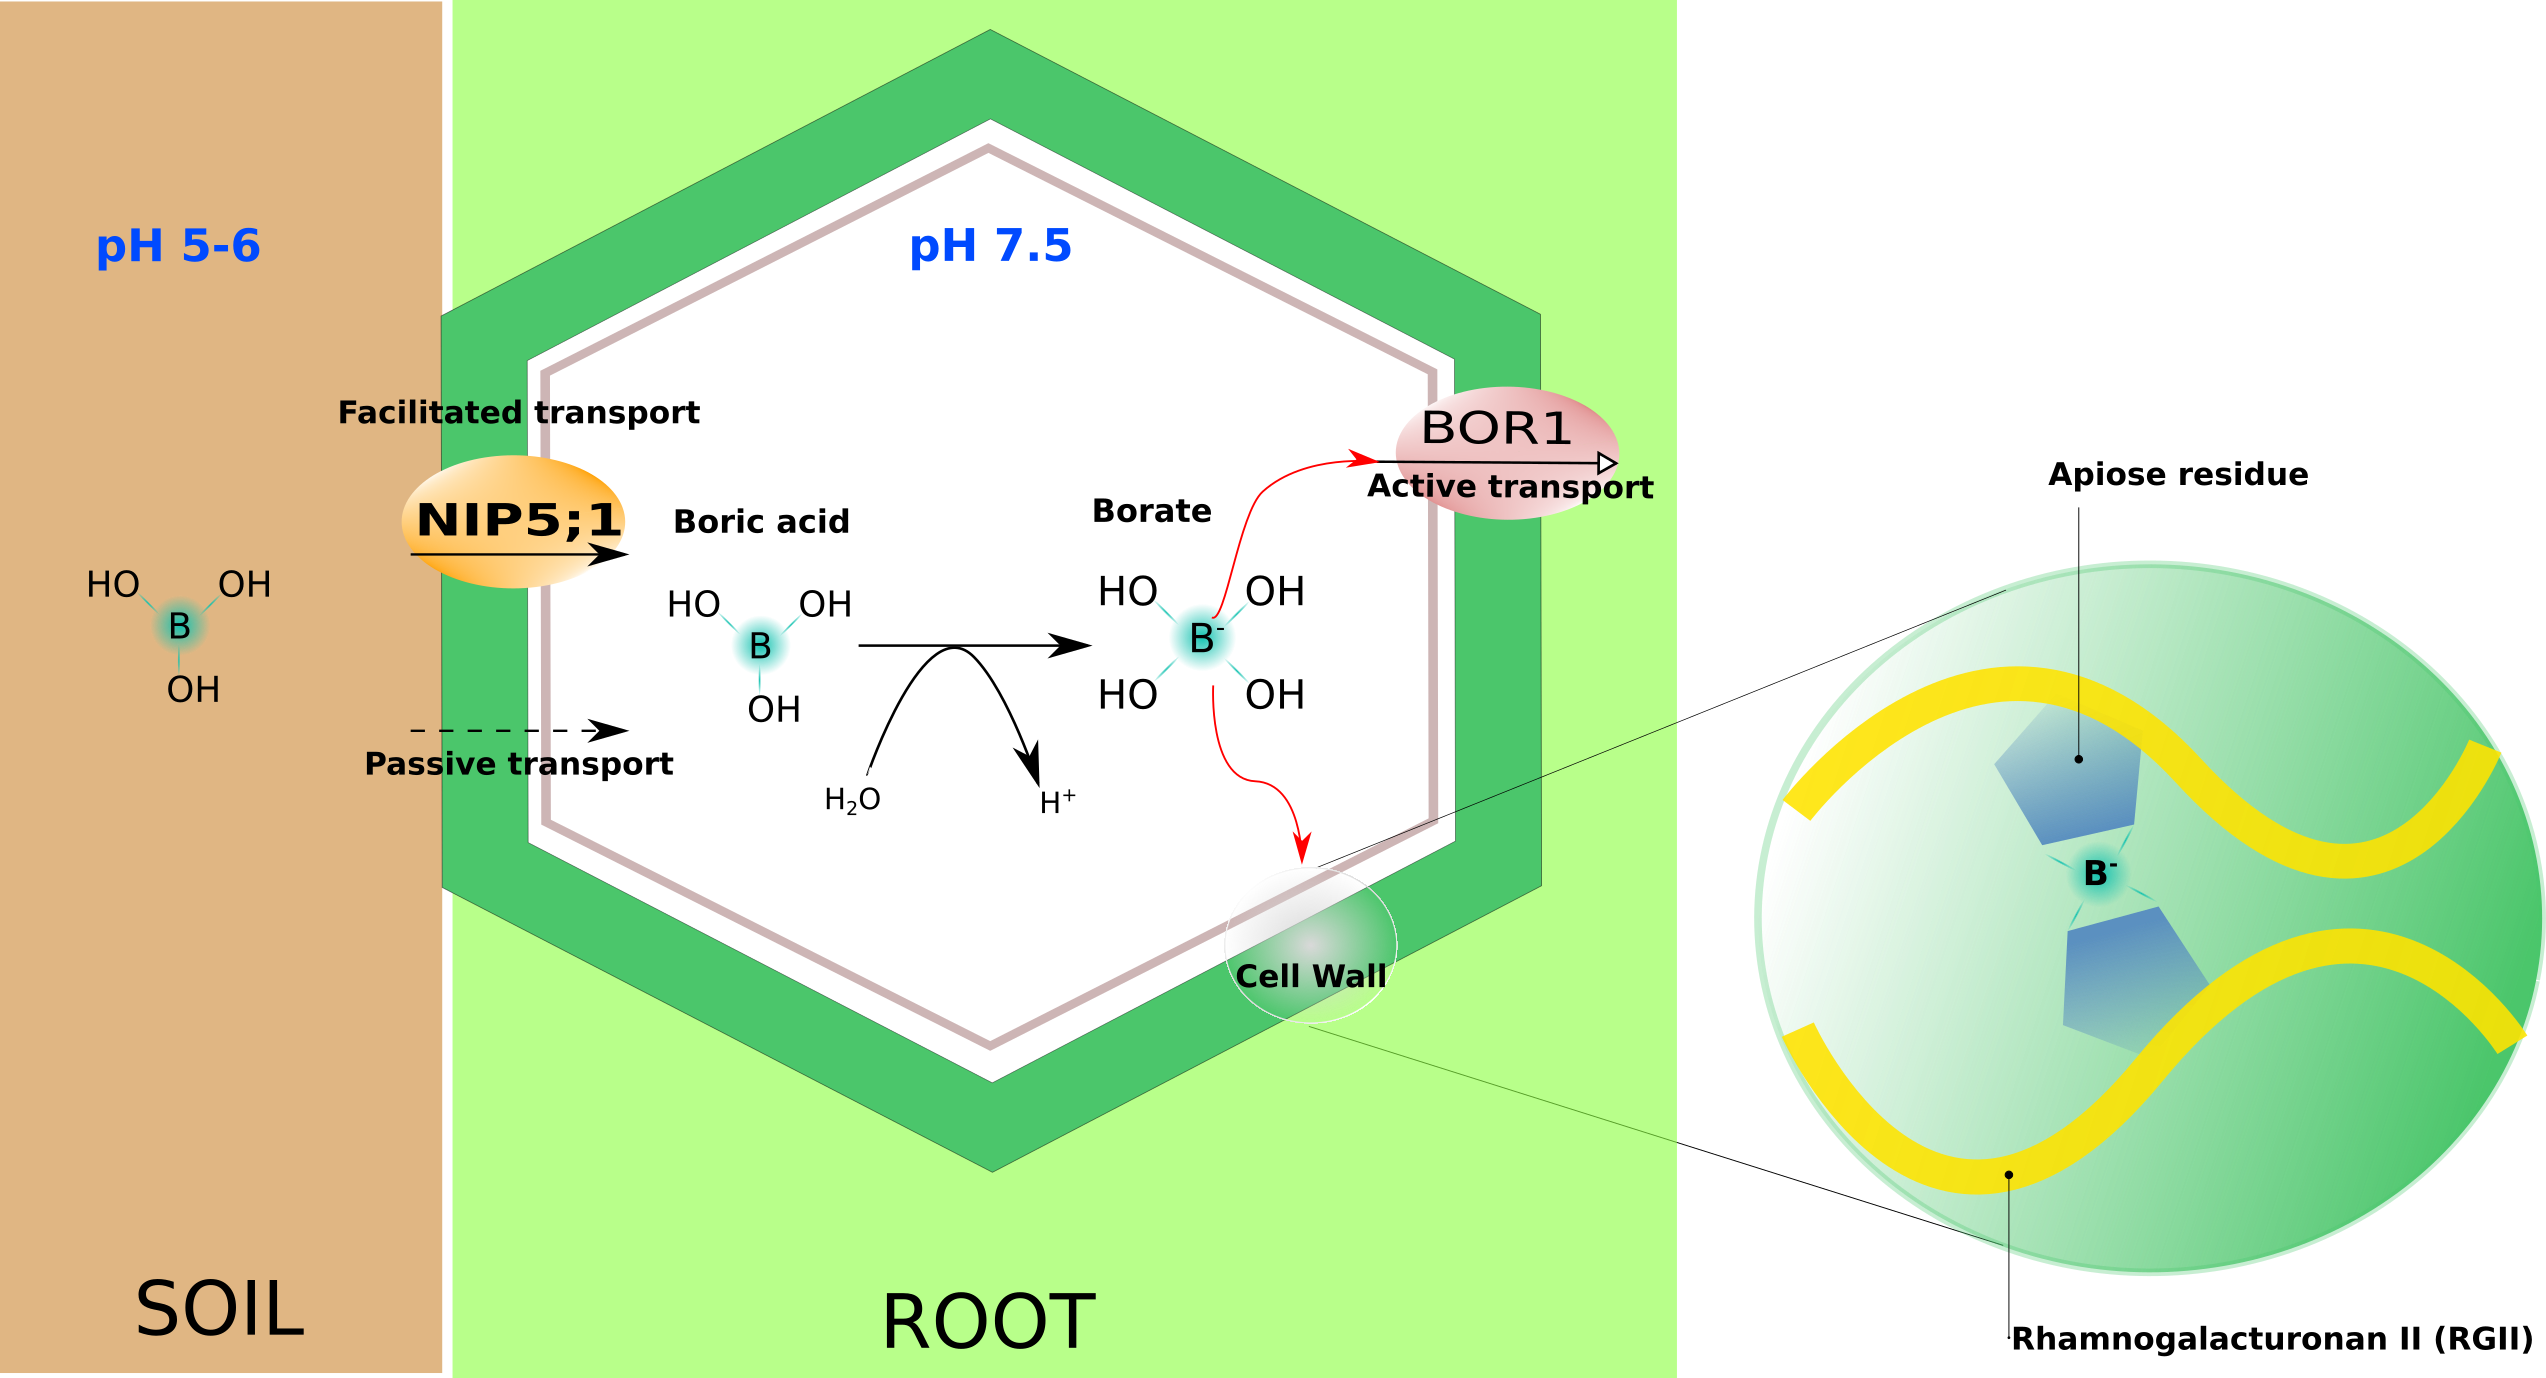 pH 5-6
HO OH
B
OH
SOIL
Facilitated transport
NIP5;1
Passive transport
pH 7.5
Boric acid
HO OH
B
OH
H₂O
H⁺
Borate
HO OH
B⁻
HO OH
BOR1
Active transport
Cell Wall
ROOT
Apiose residue
B⁻
Rhamnogalacturonan II (RGII)